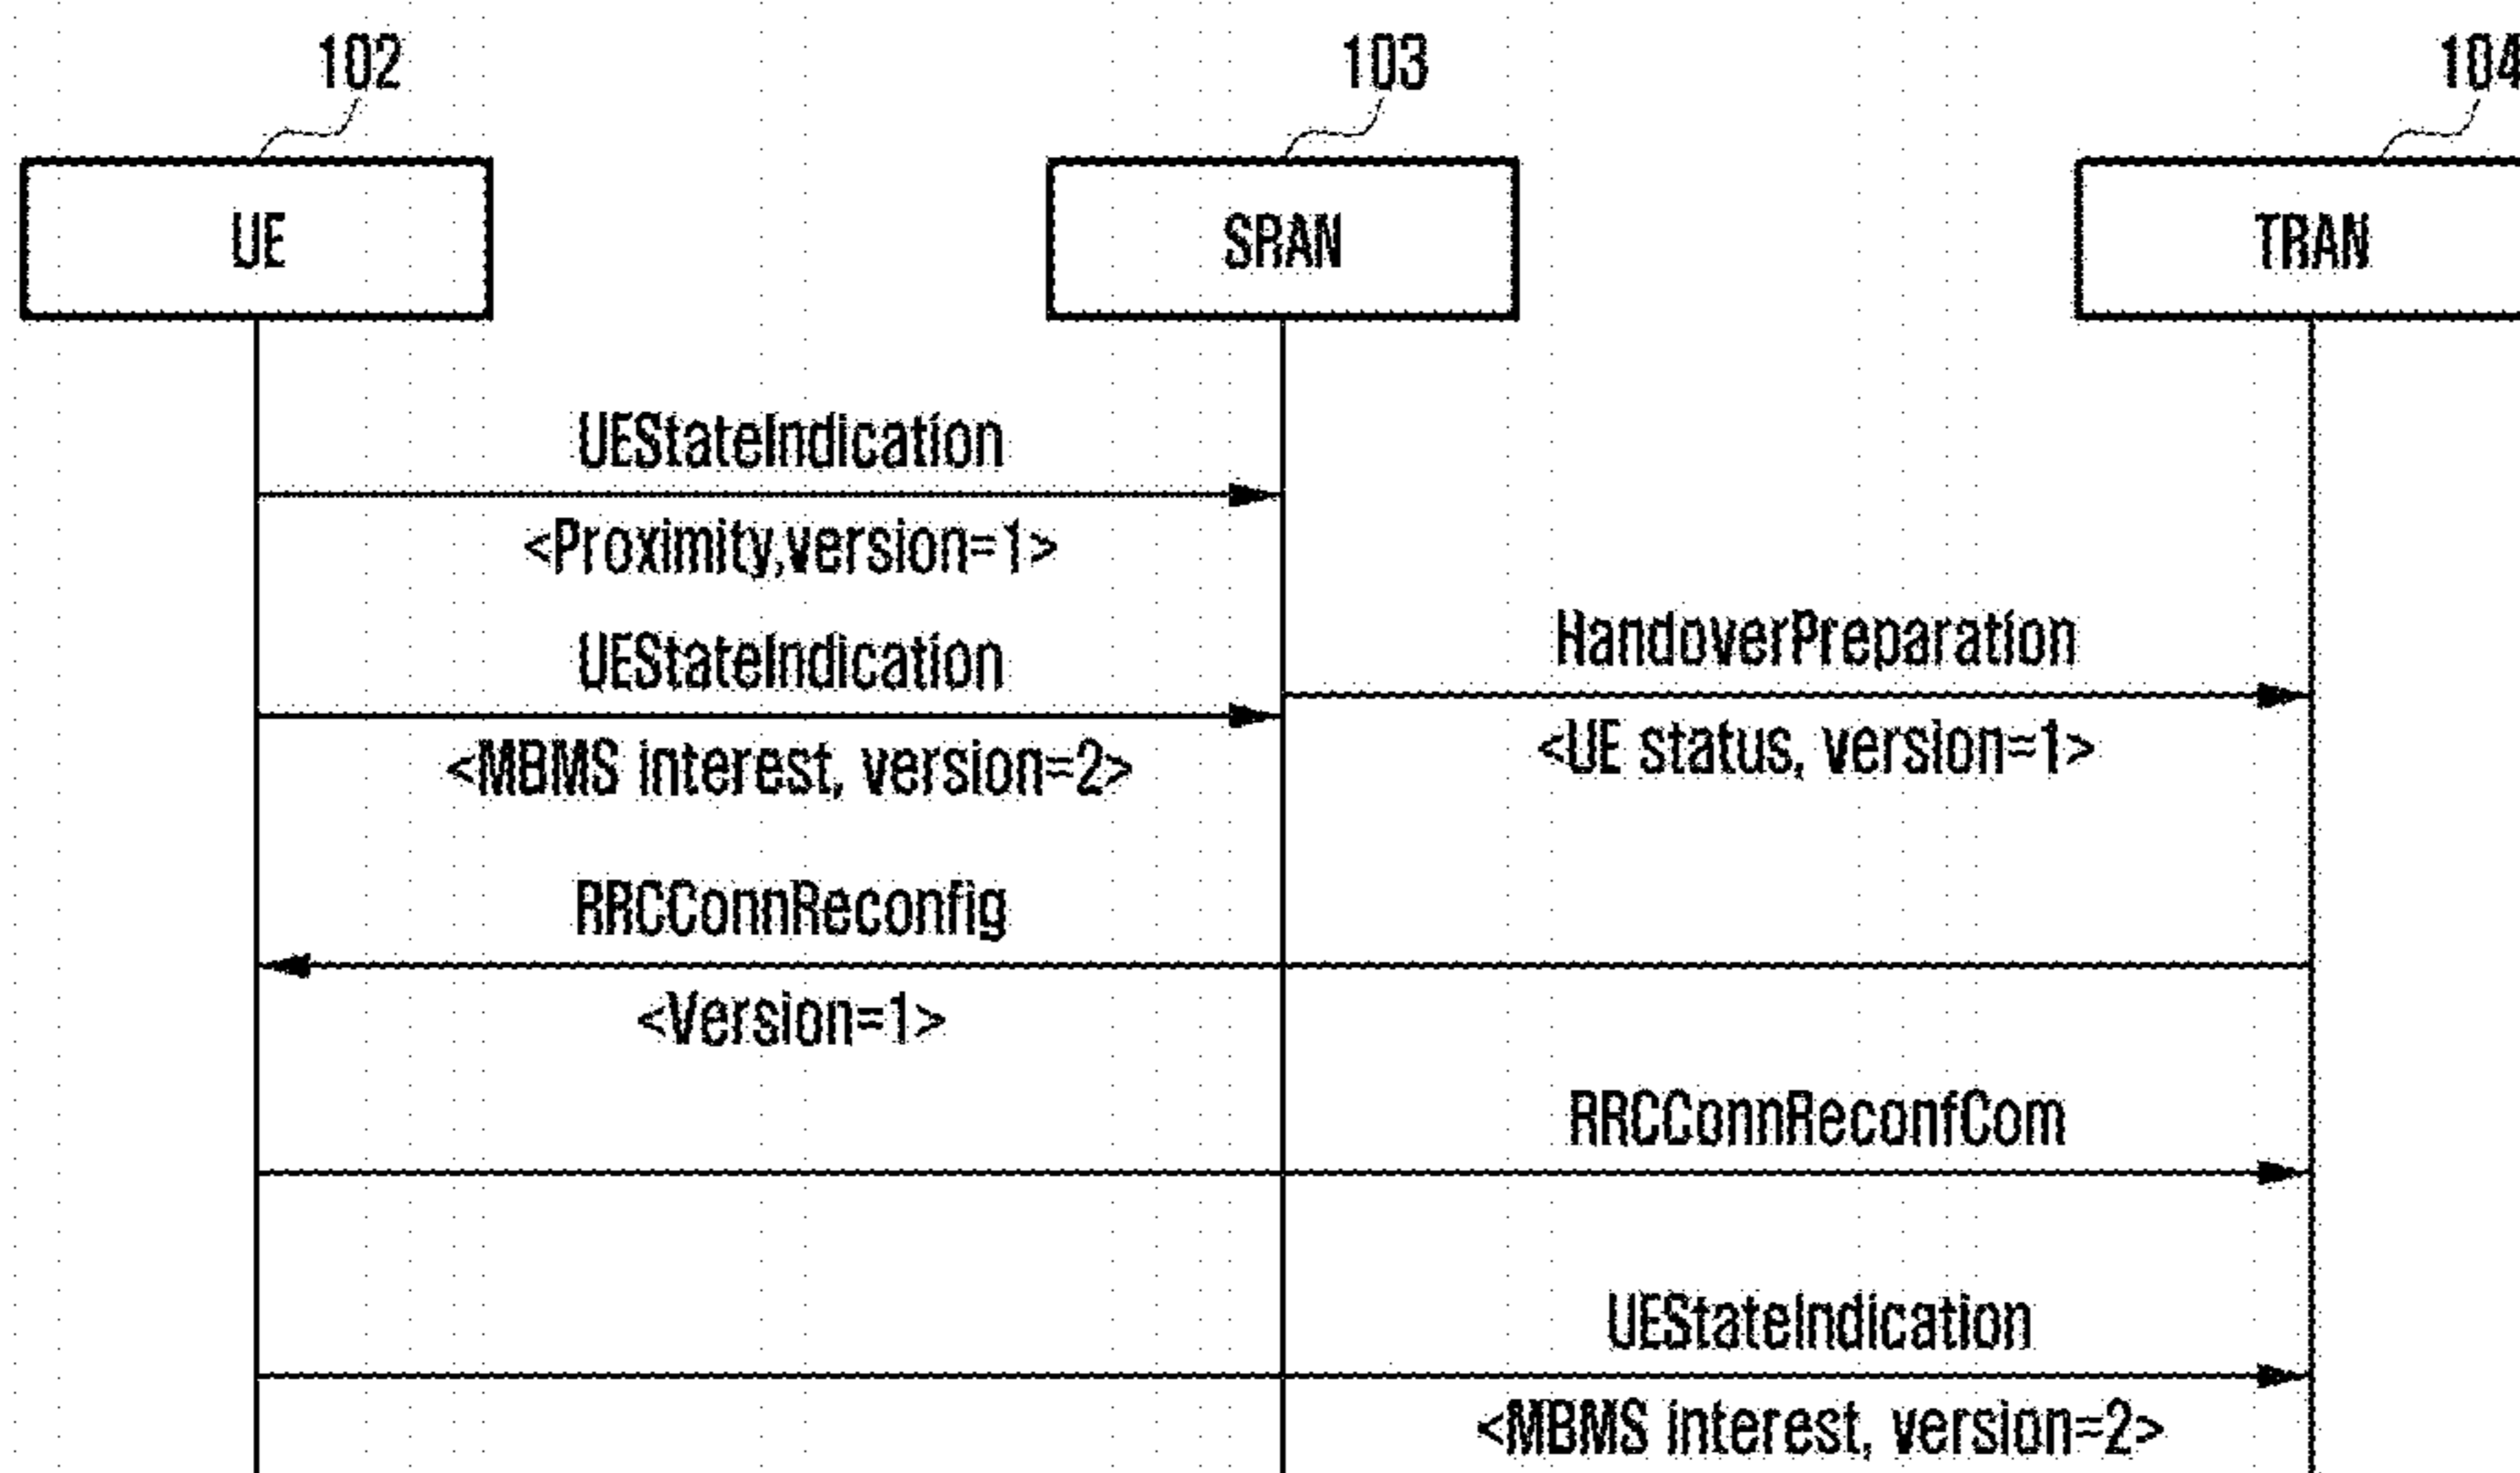 102
103
104
UE
SRAN
TRAN
UEStateIndication
<Proximity,version=1>
UEStateIndication
<MBMS interest, version=2>
HandoverPreparation
<UE status, version=1>
RRCConnReconfig
<Version=1>
RRCConnReconfCom
UEStateIndication
<MBMS interest, version=2>